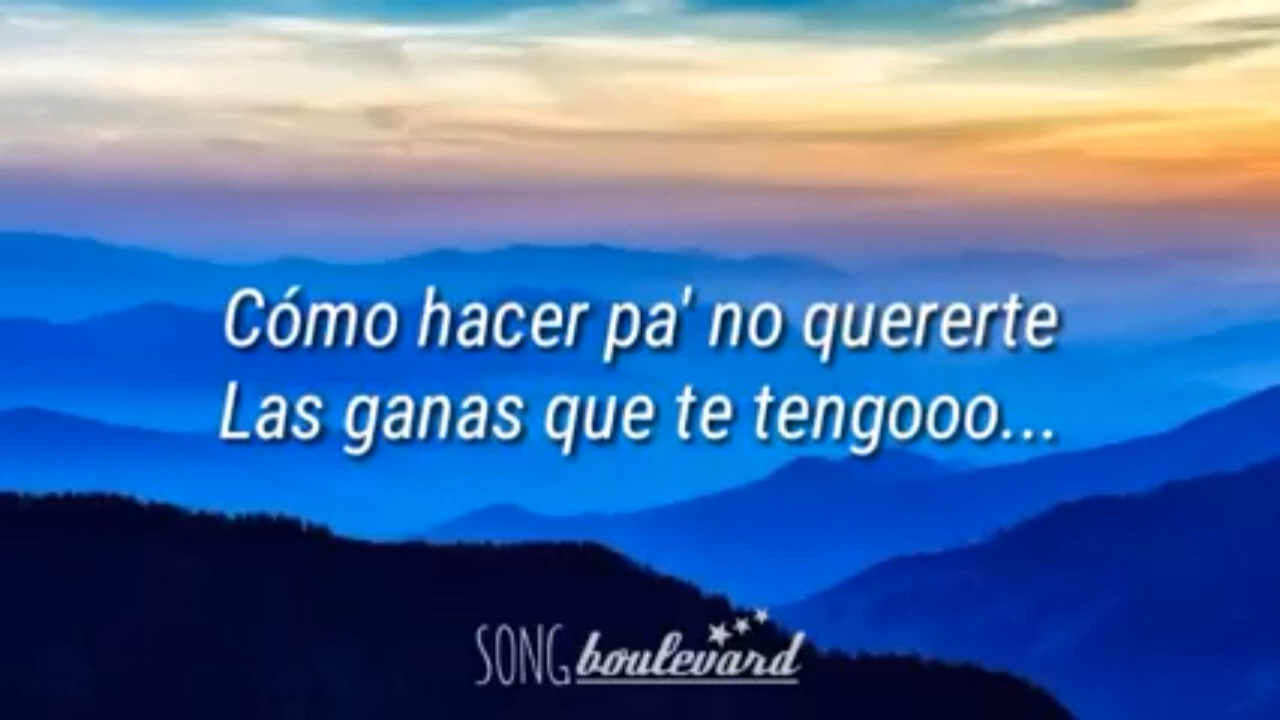 Cómo hacer pa' no quererte
Las ganas que te tengooo...
SONG boulevard